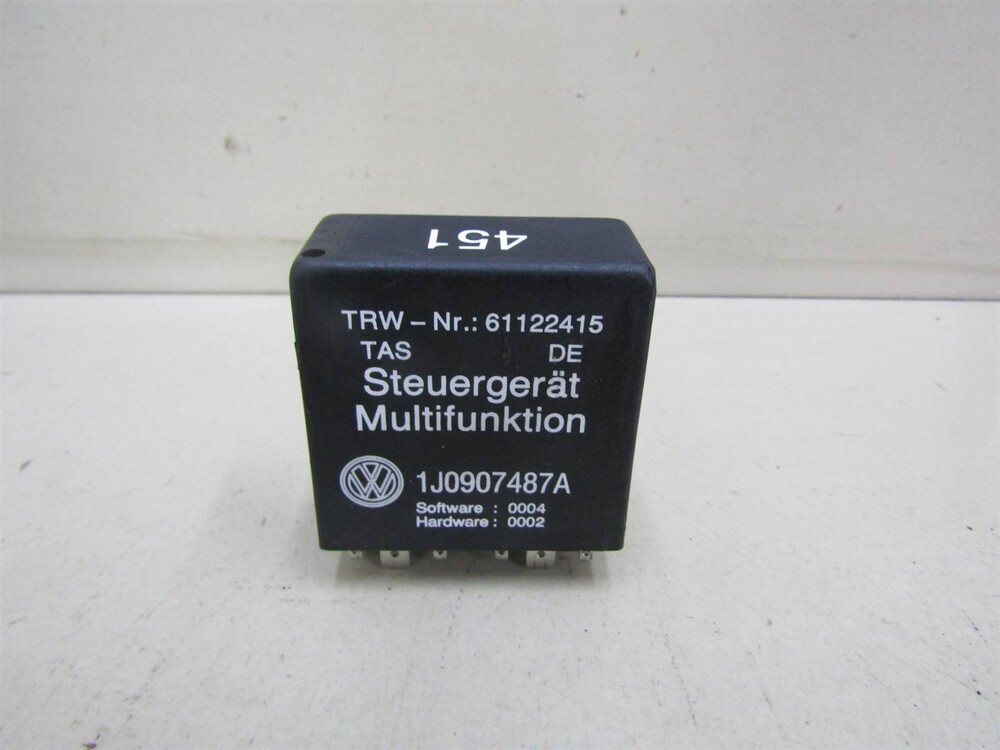 451
TRW – Nr.: 61122415
TAS DE
Steuergerät
Multifunktion
1J0907487A
Software : 0004
Hardware : 0002